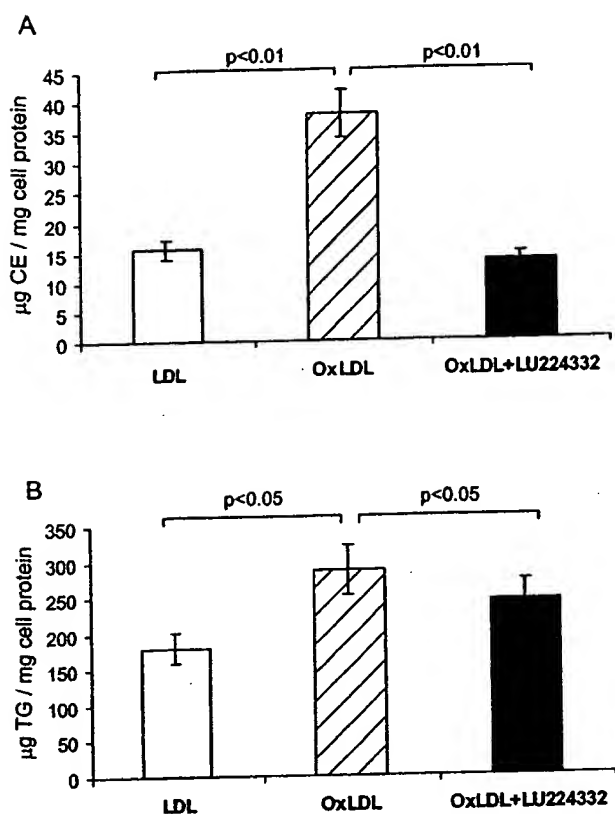 A
p<0.01 p<0.01
µg CE / mg cell protein
45
40
35
30
25
20
15
10
5
0
LDL OxLDL OxLDL+LU224332
B
p<0.05 p<0.05
µg TG / mg cell protein
350
300
250
200
150
100
50
0
LDL OxLDL OxLDL+LU224332